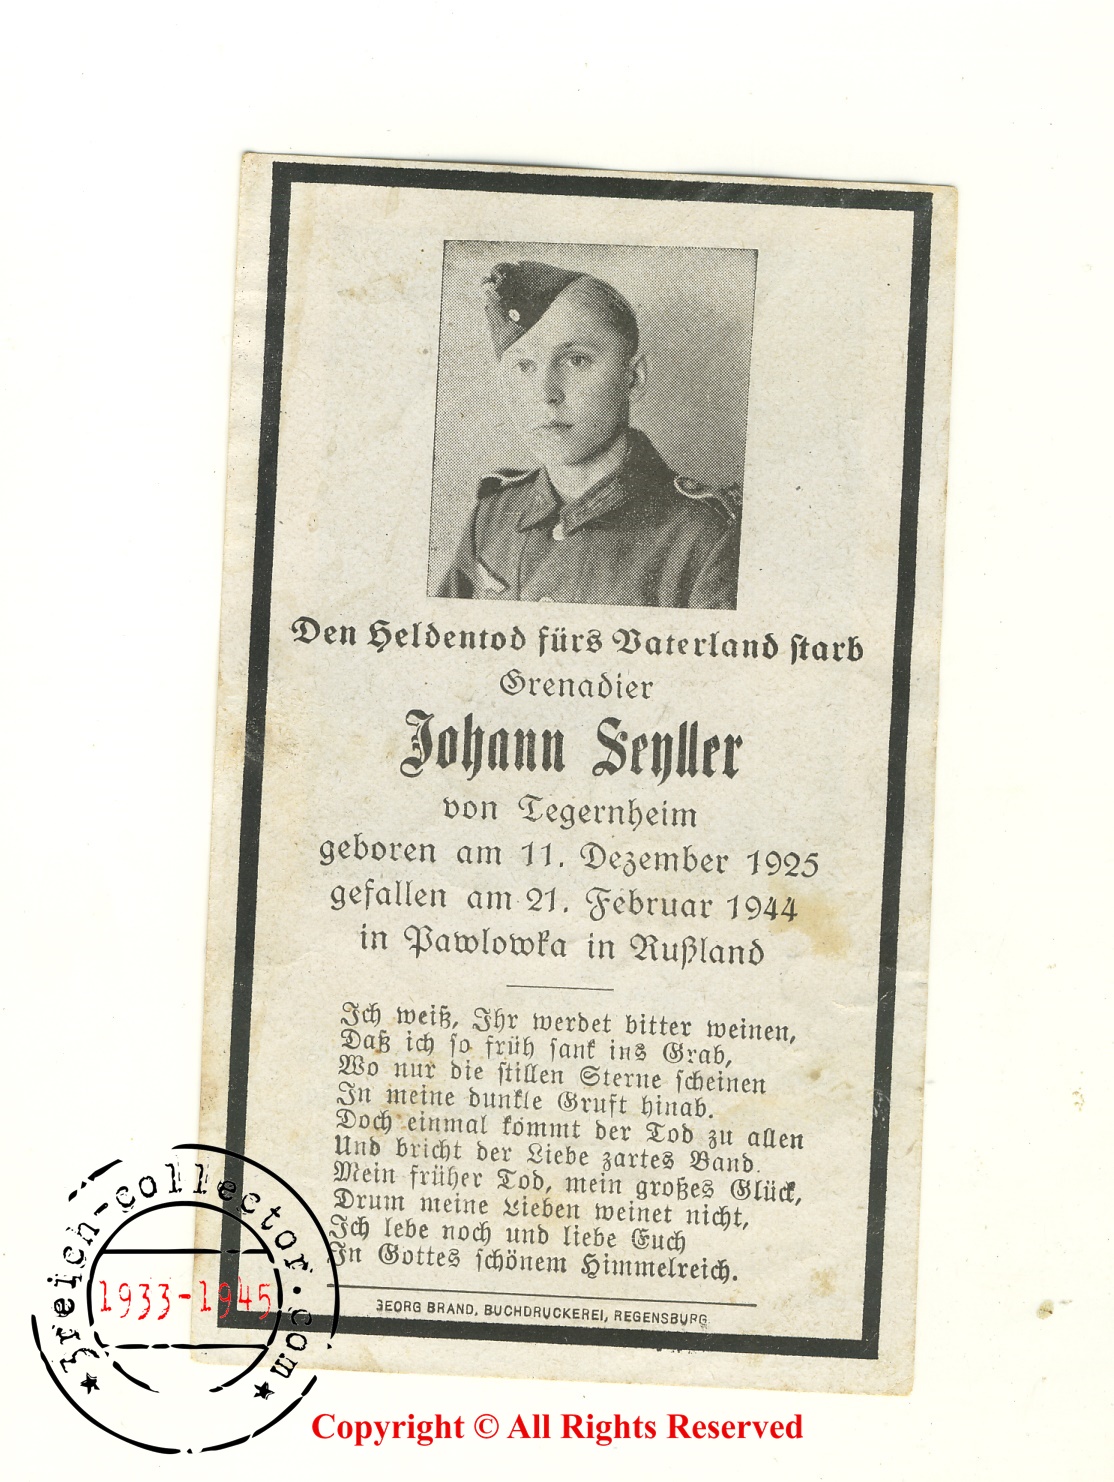 Den Heldentod fürs Vaterland starb
Grenadier
Johann Seyller
von Tegernheim
geboren am 11. Dezember 1925
gefallen am 21. Februar 1944
in Pawlowka in Rußland
Ich weiß, Ihr werdet bitter weinen,
Daß ich so früh sank ins Grab,
Wo nur die stillen Sterne scheinen
In meine dunkle Gruft hinab.
Doch einmal kommt der Tod zu allen
Und bricht der Liebe zartes Band.
Mein früher Tod, mein großes Glück,
Drum meine Lieben weinet nicht,
Ich lebe noch und liebe Euch
In Gottes schönem Himmelreich.
GEORG BRAND, BUCHDRUCKEREI, REGENSBURG
3reich-collector.com
1933-1945
Copyright © All Rights Reserved